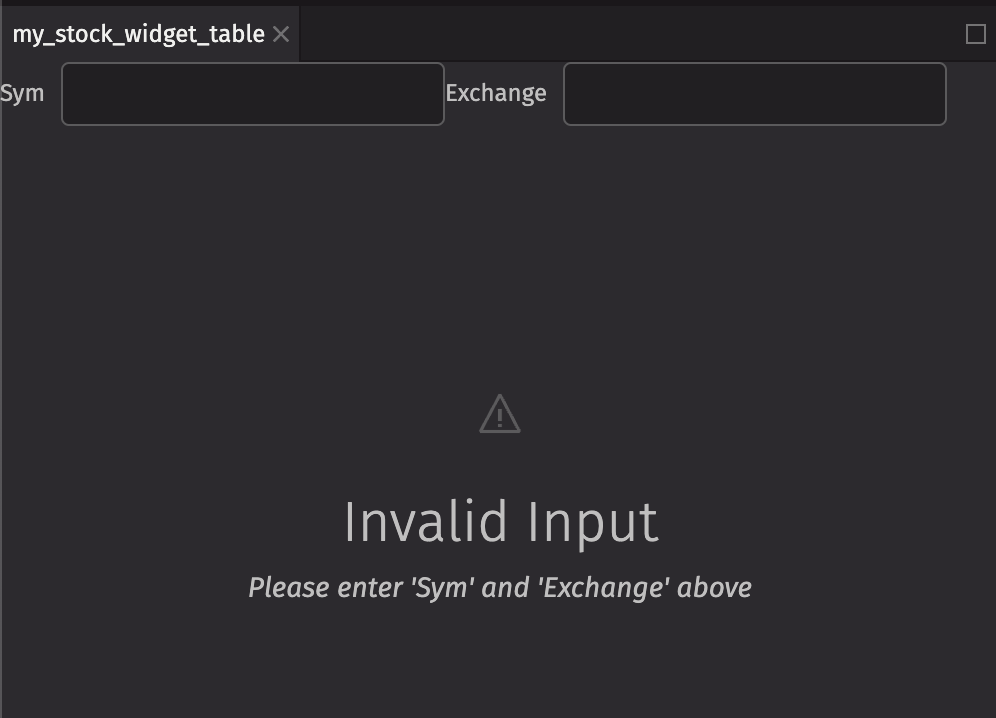 my_stock_widget_table
Sym Exchange
Invalid Input
Please enter 'Sym' and 'Exchange' above